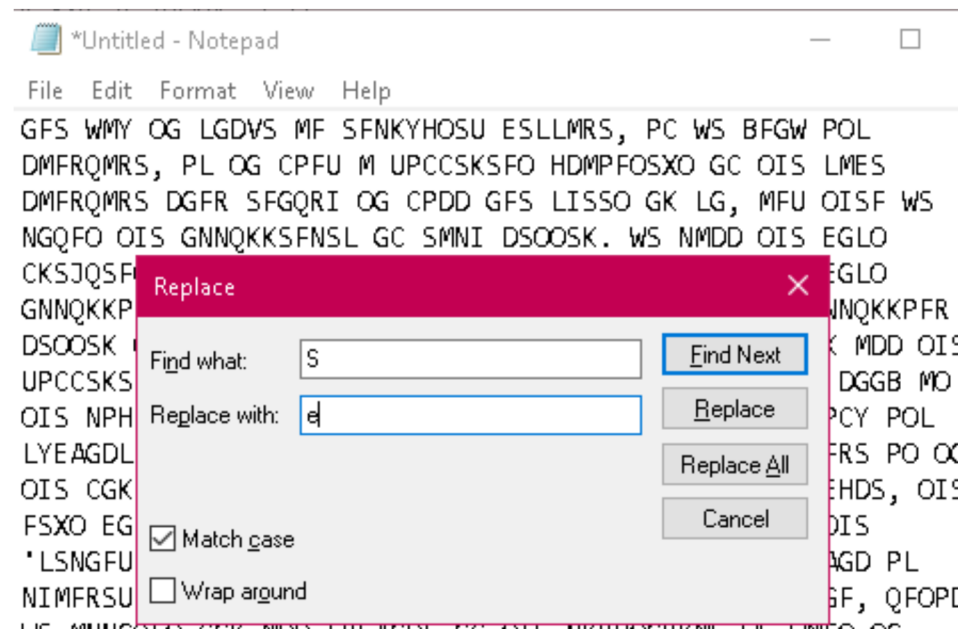 *Untitled - Notepad
File Edit Format View Help
GFS WMY OG LGDVS MF SFNKYHOSU ESLLMRS, PC WS BFGW POL
DMFRQMRS, PL OG CPFU M UPCCSKSFO HDMPFOSXO GC OIS LMES
DMFRQMRS DGFR SFGQRI OG CPDD GFS LISSO GK LG, MFU OISF WS
NGQFO OIS GNNQKKSFNSL GC SMNI DSOOSK. WS NMDD OIS EGLO
CKSJQSF EGLO
Replace
GNNQKKP NNQKKPFR
DSOOSK MDD OIS
Find what: S
Find Next
UPCCSKS DGGB MO
OIS NPH PCY POL
Replace with: e
Replace
LYEAGDL FRS PO OG
Replace All
OIS CGK EHDS, OIS
Cancel
FSXO EG OIS
Match case
'LSNGFU AGD PL
Wrap around
NIMFRSU GF, QFOPD